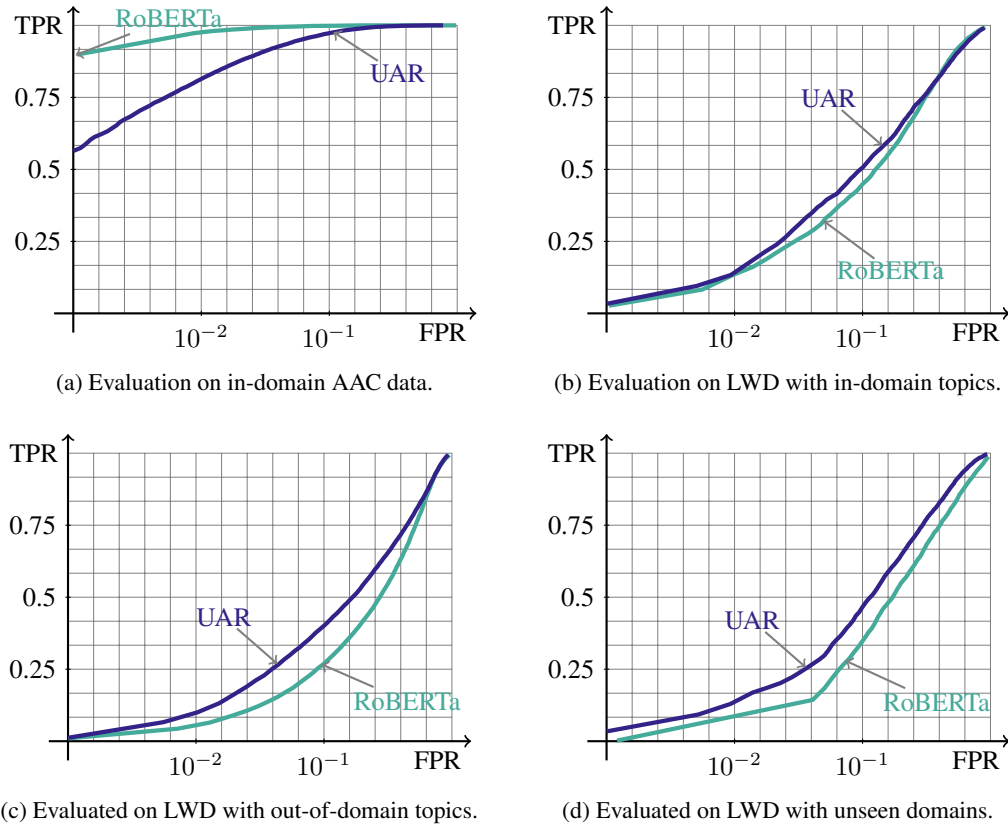 TPR
RoBERTa
UAR
0.75
0.5
0.25
10^{-2}
10^{-1}
FPR
(a) Evaluation on in-domain AAC data.
TPR
0.75
UAR
0.5
0.25
RoBERTa
10^{-2}
10^{-1}
FPR
(b) Evaluation on LWD with in-domain topics.
TPR
0.75
0.5
UAR
0.25
RoBERTa
10^{-2}
10^{-1}
FPR
(c) Evaluated on LWD with out-of-domain topics.
TPR
0.75
0.5
UAR
0.25
RoBERTa
10^{-2}
10^{-1}
FPR
(d) Evaluated on LWD with unseen domains.